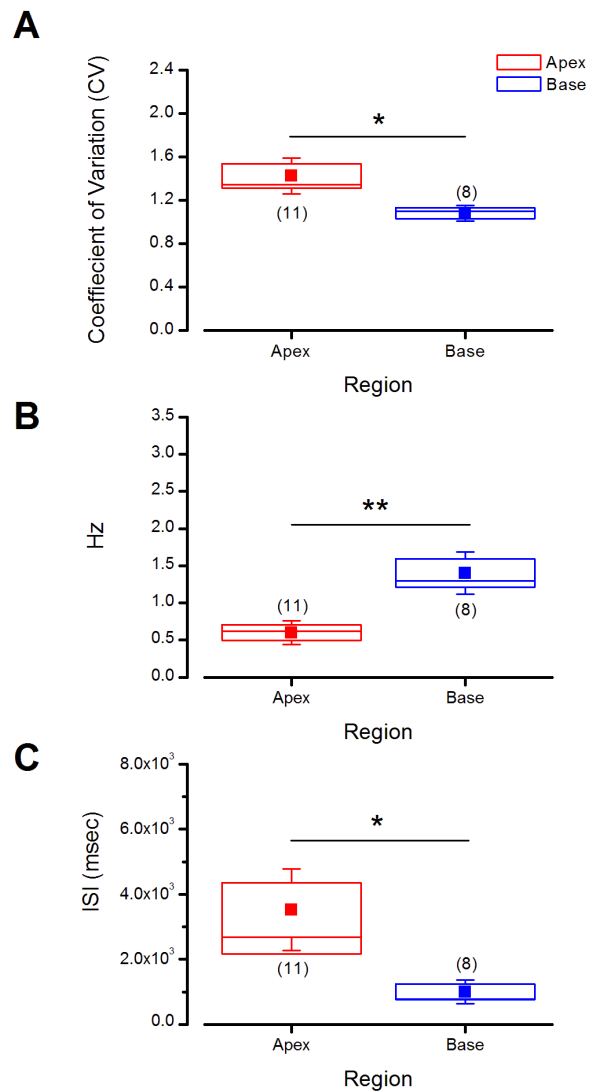 A
Apex
Base
Coeffiecient of Variation (CV)
2.4
2.0
1.6
1.2
0.8
0.4
0.0
*
(11)
(8)
Apex
Base
Region
B
Hz
3.5
3.0
2.5
2.0
1.5
1.0
0.5
0.0
**
(11)
(8)
Apex
Base
Region
C
ISI (msec)
8.0x10³
6.0x10³
4.0x10³
2.0x10³
0.0
*
(11)
(8)
Apex
Base
Region